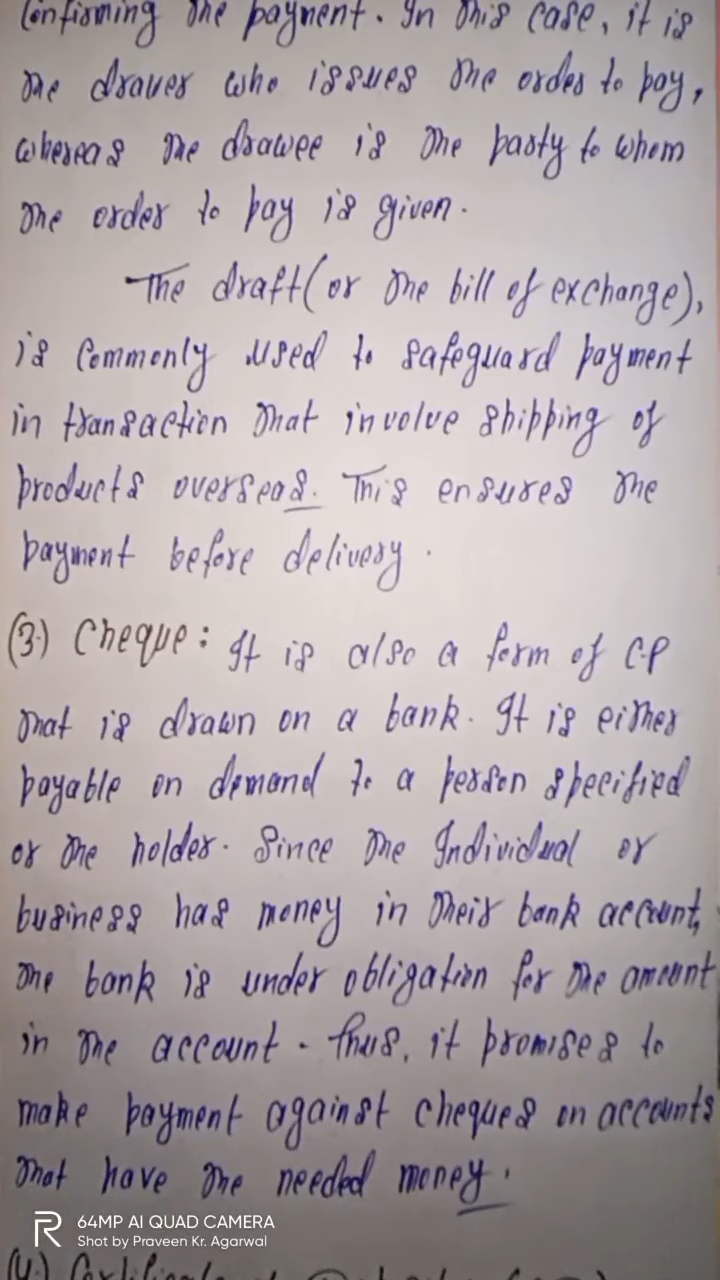 Confirming the payment. In this case, it is
the drawer who issues the order to pay,
whereas the drawee is the party to whom
the order to pay is given.
The draft (or the bill of exchange),
is commonly used to safeguard payment
in transaction that involve shipping of
products overseas. This ensures the
payment before delivery.
(3.) Cheque: It is also a form of C.P
that is drawn on a bank. It is either
payable on demand to a person specified
or the holder. Since the Individual or
business has money in their bank account,
the bank is under obligation for the amount
in the account. Thus, it promises to
make payment against cheques on accounts
that have the needed money.
64MP AI QUAD CAMERA
Shot by Praveen Kr. Agarwal
(4.)